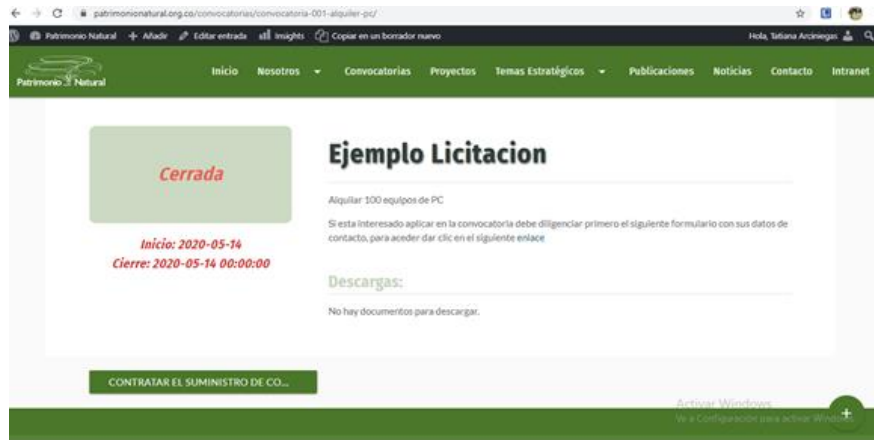 patrimonionatural.org.co/convocatorias/convocatoria-001-alquiler-pc/
Patrimonio Natural + Añadir Editar entrada Insights Copiar en un borrador nuevo Hola, Tatiana Arciniegas
Patrimonio Natural
Inicio Nosotros Convocatorias Proyectos Temas Estratégicos Publicaciones Noticias Contacto Intranet
Cerrada
Inicio: 2020-05-14
Cierre: 2020-05-14 00:00:00
Ejemplo Licitacion
Alquilar 100 equipos de PC
Si esta interesado aplicar en la convocatoria debe diligenciar primero el siguiente formulario con sus datos de
contacto, para aceder dar clic en el siguiente enlace
Descargas:
No hay documentos para descargar.
CONTRATAR EL SUMINISTRO DE CO...
Activar Windows
Ve a Configuración para activar Windows.
+